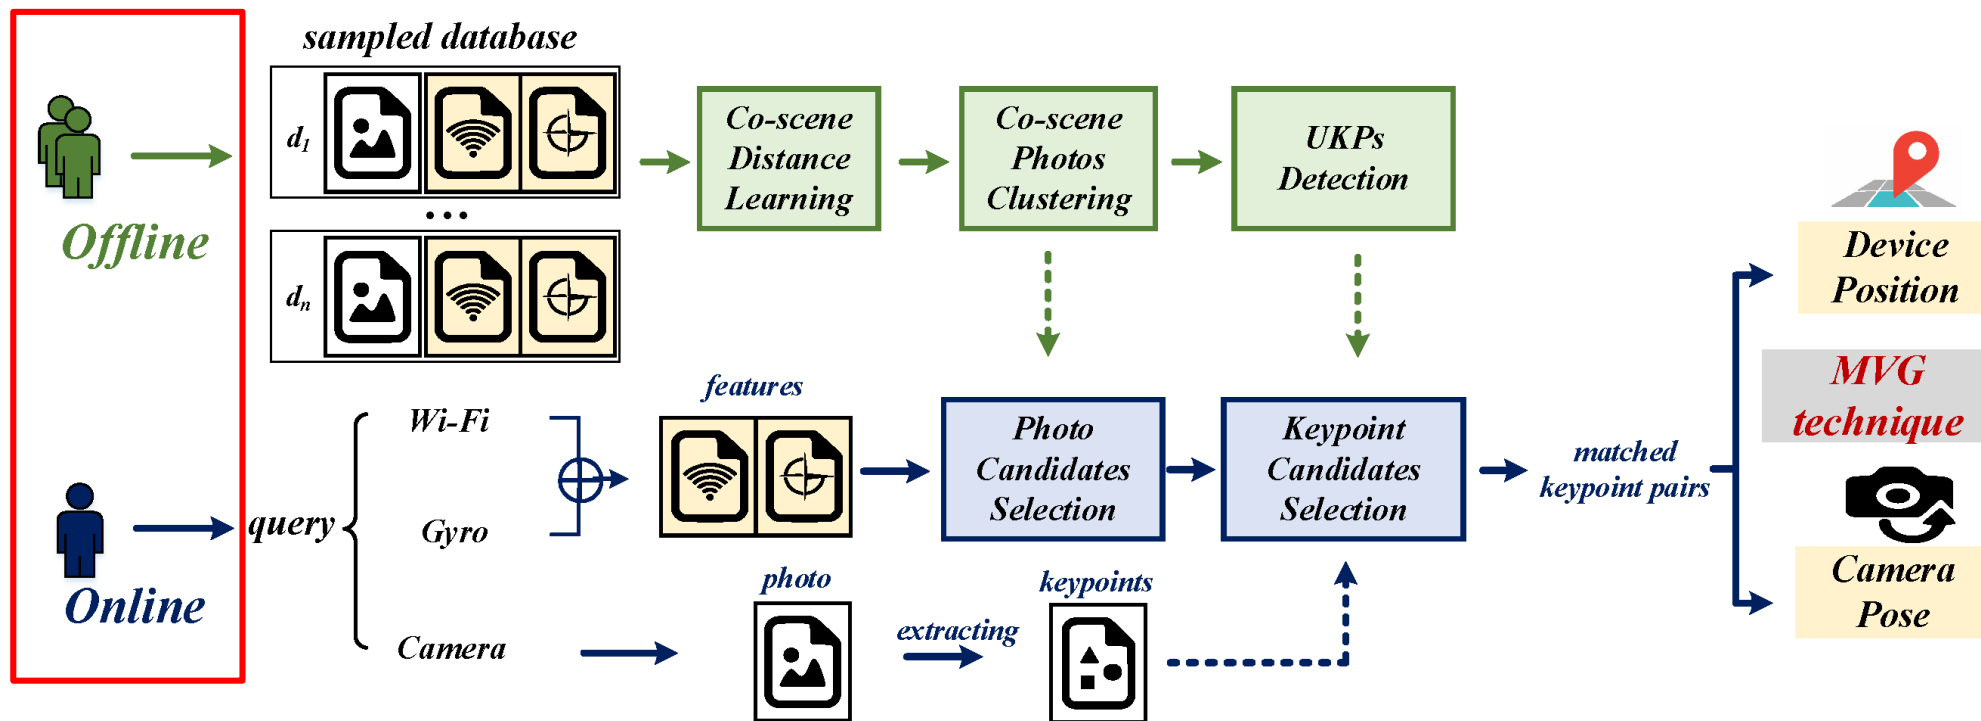 sampled database
d1
...
dn
Offline
Co-scene
Distance
Learning
Co-scene
Photos
Clustering
UKPs
Detection
Online
query
Wi-Fi
Gyro
Camera
features
Photo
Candidates
Selection
Keypoint
Candidates
Selection
photo
extracting
keypoints
matched
keypoint pairs
Device
Position
MVG
technique
Camera
Pose